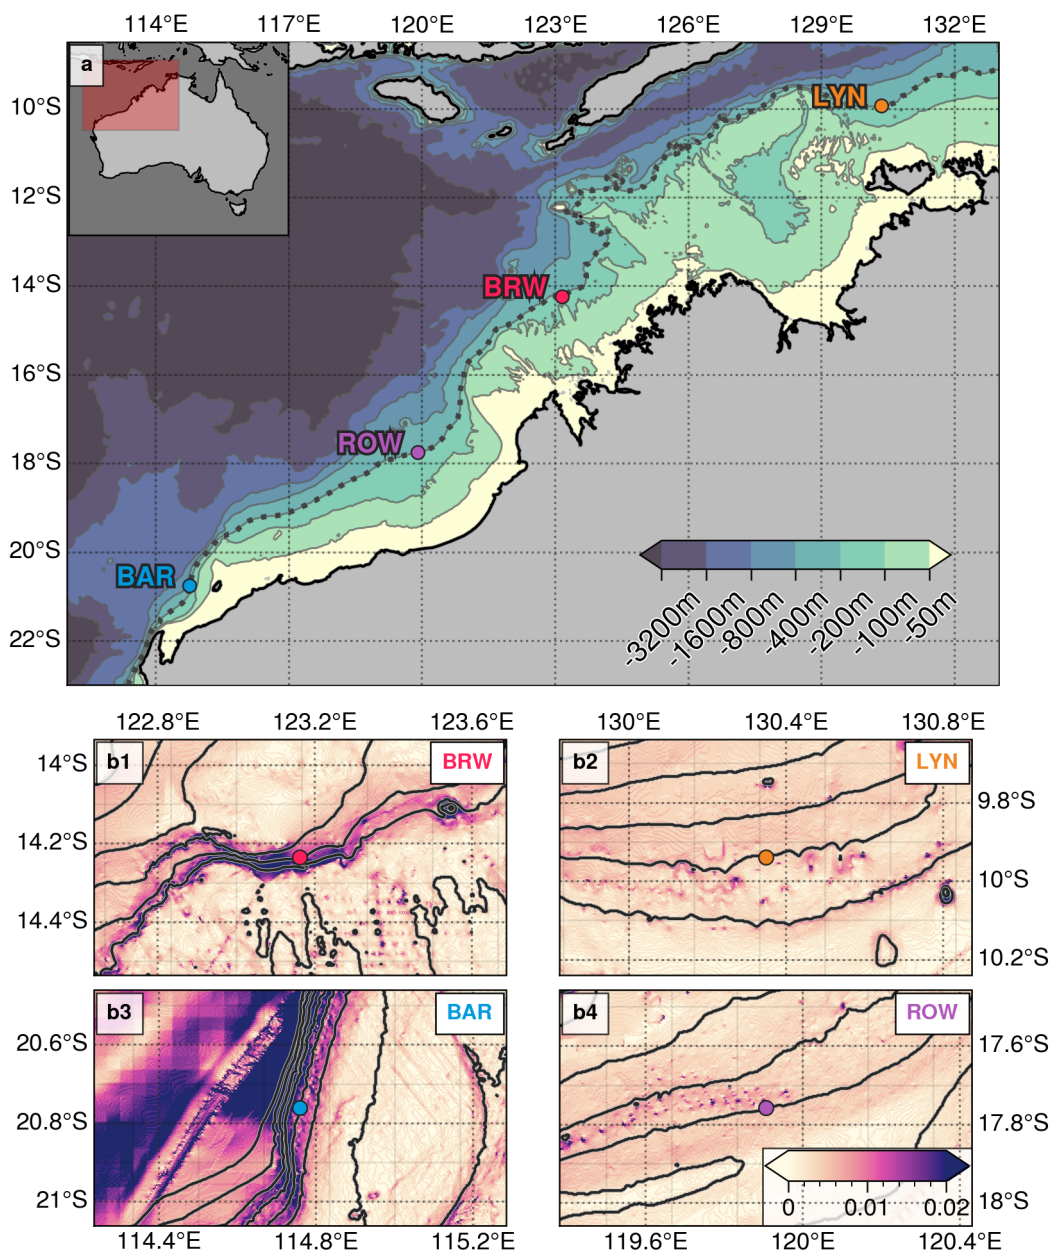 114°E 117°E 120°E 123°E 126°E 129°E 132°E
a
10°S
LYN
12°S
14°S
BRW
16°S
ROW
18°S
20°S
BAR
22°S
-3200m -1600m -800m -400m -200m -100m -50m
122.8°E 123.2°E 123.6°E
130°E 130.4°E 130.8°E
b1 BRW
b2 LYN
14°S
14.2°S
14.4°S
9.8°S
10°S
10.2°S
b3 BAR
b4 ROW
20.6°S
20.8°S
21°S
17.6°S
17.8°S
18°S
0 0.01 0.02
114.4°E 114.8°E 115.2°E
119.6°E 120°E 120.4°E